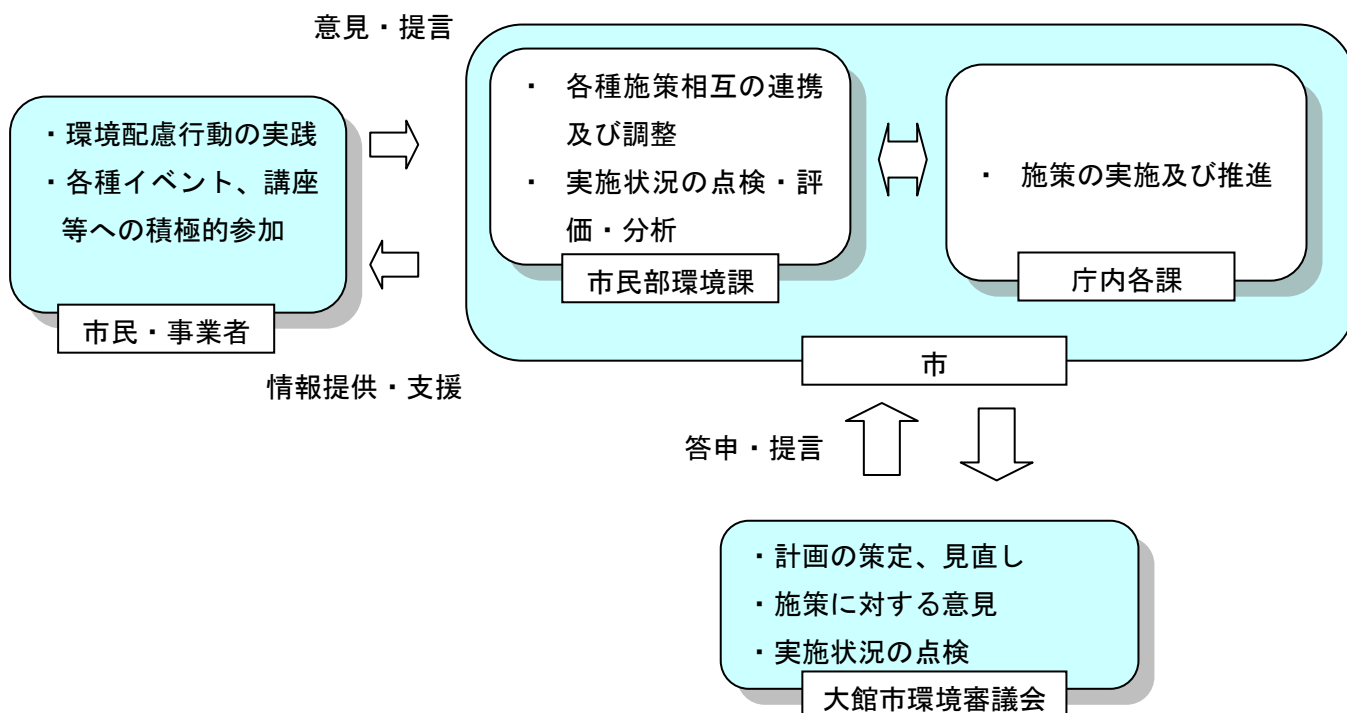 意見・提言
・環境配慮行動の実践
・各種イベント、講座
等への積極的参加
市民・事業者
情報提供・支援
・ 各種施策相互の連携
及び調整
・ 実施状況の点検・評
価・分析
市民部環境課
・ 施策の実施及び推進
庁内各課
市
答申・提言
・計画の策定、見直し
・施策に対する意見
・実施状況の点検
大館市環境審議会